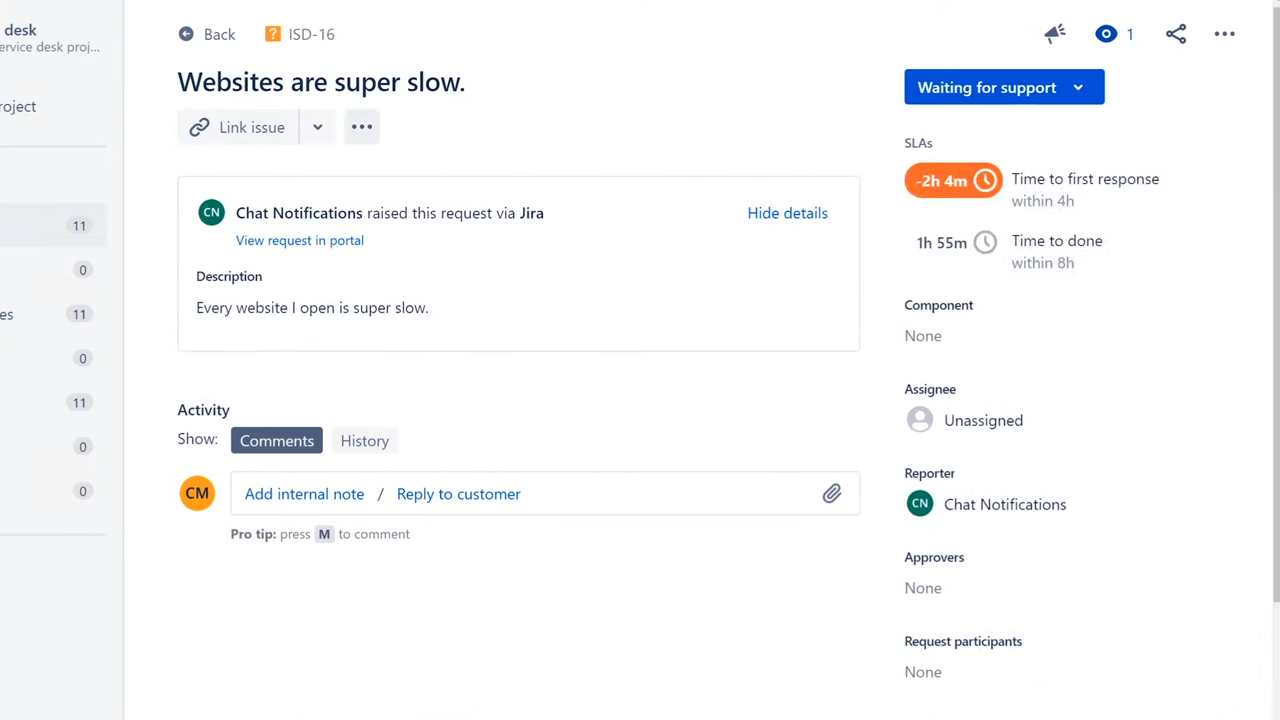 desk
ervice desk proj...
roject
11
0
es 11
0
11
0
0
Back
ISD-16
1
Websites are super slow.
Link issue
CN
Chat Notifications raised this request via Jira
Hide details
View request in portal
Description
Every website I open is super slow.
Activity
Show: Comments History
CM
Add internal note / Reply to customer
Pro tip: press M to comment
Waiting for support
SLAs
-2h 4m Time to first response
within 4h
1h 55m Time to done
within 8h
Component
None
Assignee
Unassigned
Reporter
CN Chat Notifications
Approvers
None
Request participants
None